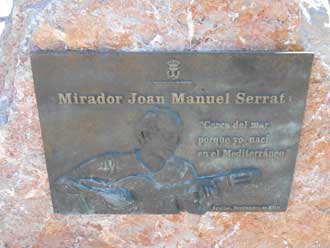 Mirador Joan Manuel Serrat
"Cerca del mar
porque yo nací
en el Mediterráneo